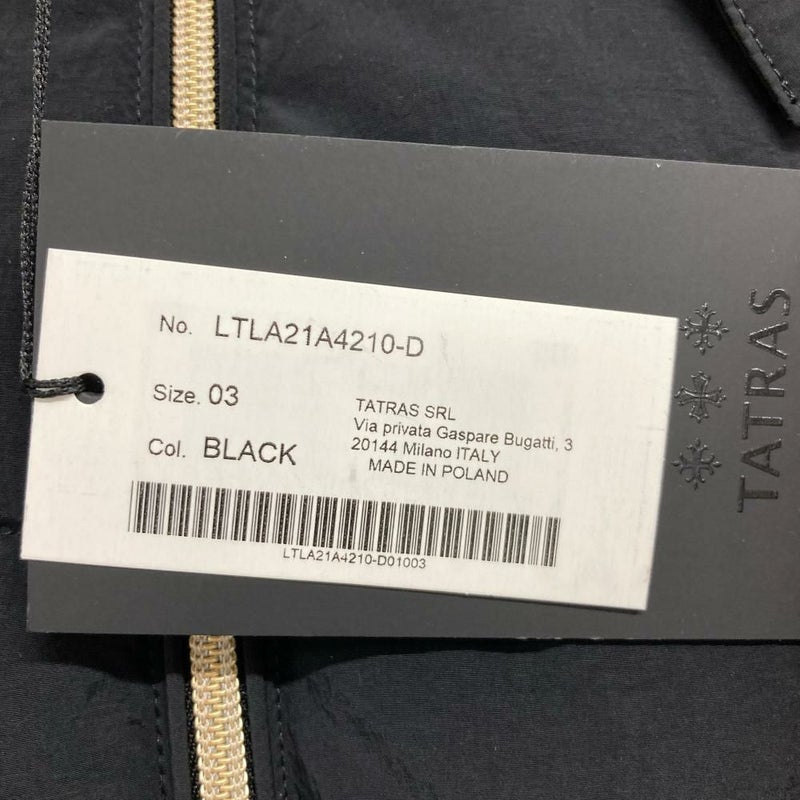 No. LTLA21A4210-D
Size. 03
Col. BLACK
TATRAS SRL
Via privata Gaspare Bugatti, 3
20144 Milano ITALY
MADE IN POLAND
LTLA21A4210-D01003
TATRAS